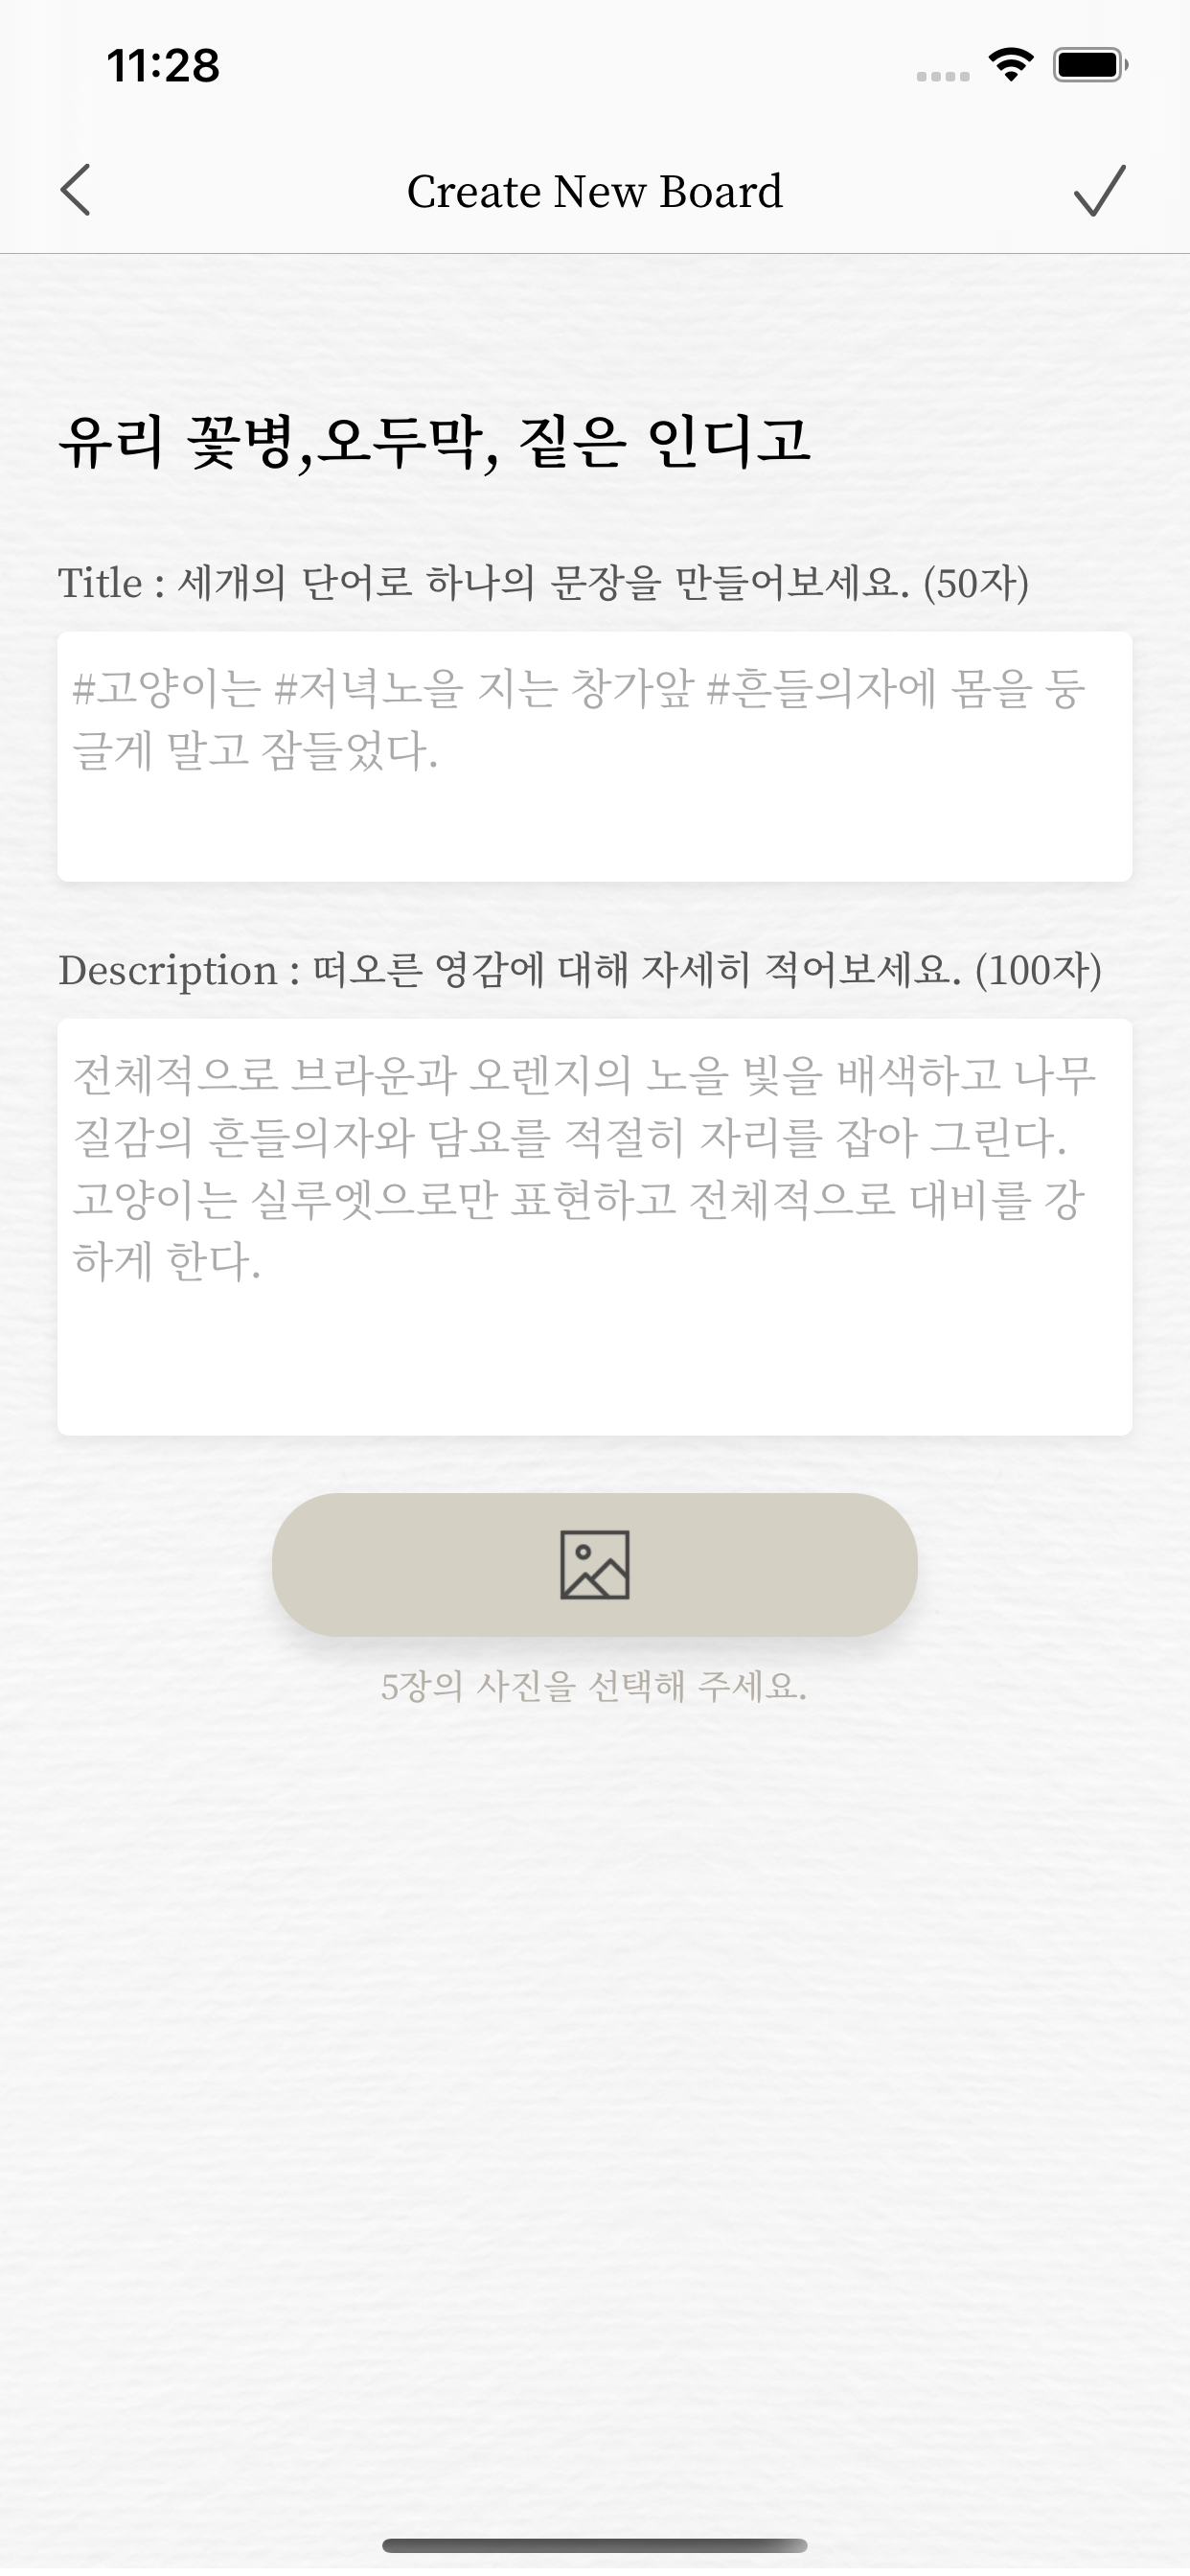 11:28
Create New Board
유리 꽃병,오두막, 짙은 인디고
Title : 세개의 단어로 하나의 문장을 만들어보세요. (50자)
#고양이는 #저녁노을 지는 창가앞 #흔들의자에 몸을 둥
글게 말고 잠들었다.
Description : 떠오른 영감에 대해 자세히 적어보세요. (100자)
전체적으로 브라운과 오렌지의 노을 빛을 배색하고 나무
질감의 흔들의자와 담요를 적절히 자리를 잡아 그린다.
고양이는 실루엣으로만 표현하고 전체적으로 대비를 강
하게 한다.
5장의 사진을 선택해 주세요.